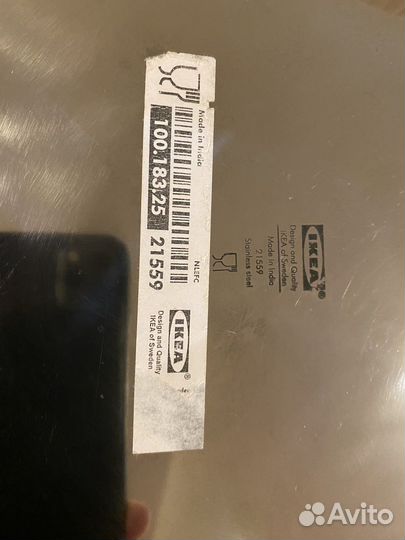 Made in India
100.183.25 21559
NLEFC
IKEA®
Design and Quality
IKEA of Sweden
IKEA®
Design and Quality
IKEA of Sweden
Made in India
21559
Stainless steel
Avito